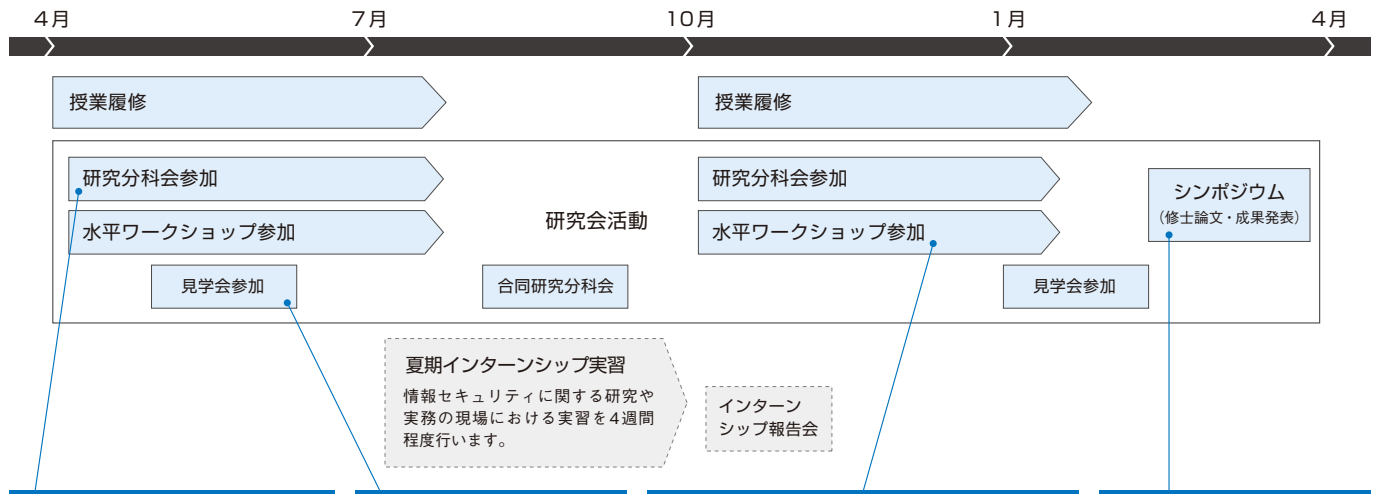 4月 7月 10月 1月 4月
授業履修 授業履修
研究分科会参加 研究分科会参加
シンポジウム
(修士論文・成果発表)
水平ワークショップ参加 研究会活動 水平ワークショップ参加
見学会参加 合同研究分科会 見学会参加
夏期インターンシップ実習
情報セキュリティに関する研究や
実務の現場における実習を4週間
程度行います。
インターン
シップ報告会